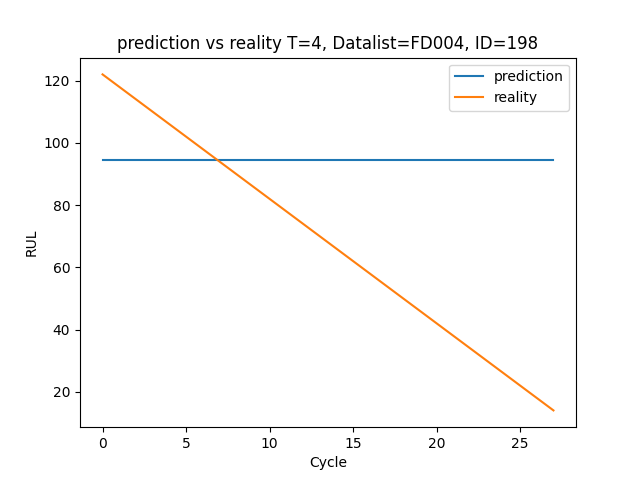 prediction vs reality T=4, Datalist=FD004, ID=198
prediction
reality
120
100
80
60
40
20
RUL
0 5 10 15 20 25
Cycle